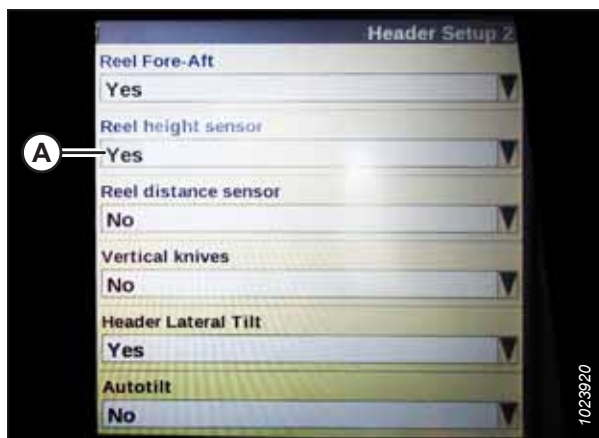 Header Setup 2
Reel Fore-Aft
Yes
Reel height sensor
A
Yes
Reel distance sensor
No
Vertical knives
No
Header Lateral Tilt
Yes
Autotilt
No
1023920